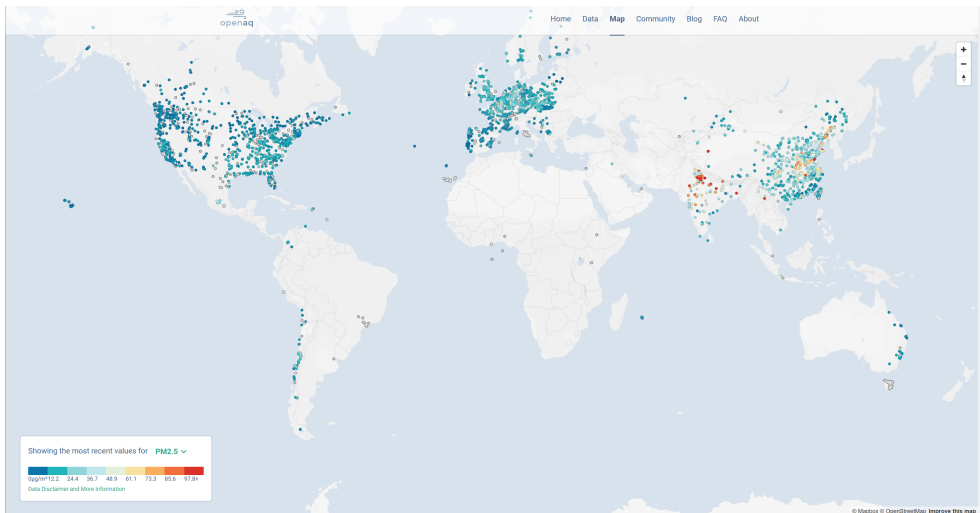 openaq
Home Data Map Community Blog FAQ About
+
−
Showing the most recent values for PM2.5
0μg/m³ 12.2 24.4 36.7 48.9 61.1 73.3 85.6 97.8+
Data Disclaimer and More Information
© Mapbox © OpenStreetMap Improve this map